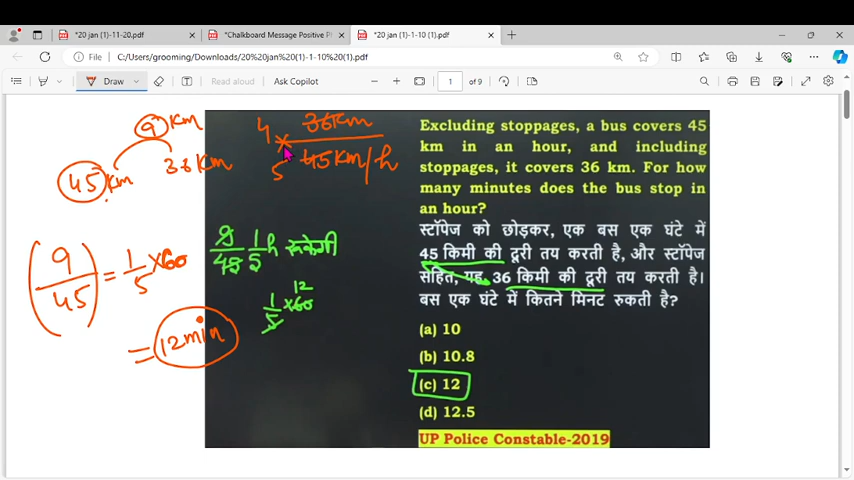 *20 jan (1)-11-20.pdf
*Chalkboard Message Positive P
*20 jan (1)-1-10 (1).pdf
File
C:/Users/grooming/Downloads/20%20jan%20(1)-1-10%20(1).pdf
Draw
Read aloud
Ask Copilot
1 of 9
9 Km
45 Km
36 Km
4 36 Km
5 45 Km/h
(9/45) = 1/5 × 60
= 12 min
9/45 1/5 h रुकेगी
1/5 × 60 12
Excluding stoppages, a bus covers 45
km in an hour, and including
stoppages, it covers 36 km. For how
many minutes does the bus stop in
an hour?
स्टॉपेज को छोड़कर, एक बस एक घंटे में
45 किमी की दूरी तय करती है, और स्टॉपेज
सहित, यह 36 किमी की दूरी तय करती है।
बस एक घंटे में कितने मिनट रुकती है?
(a) 10
(b) 10.8
(c) 12
(d) 12.5
UP Police Constable-2019